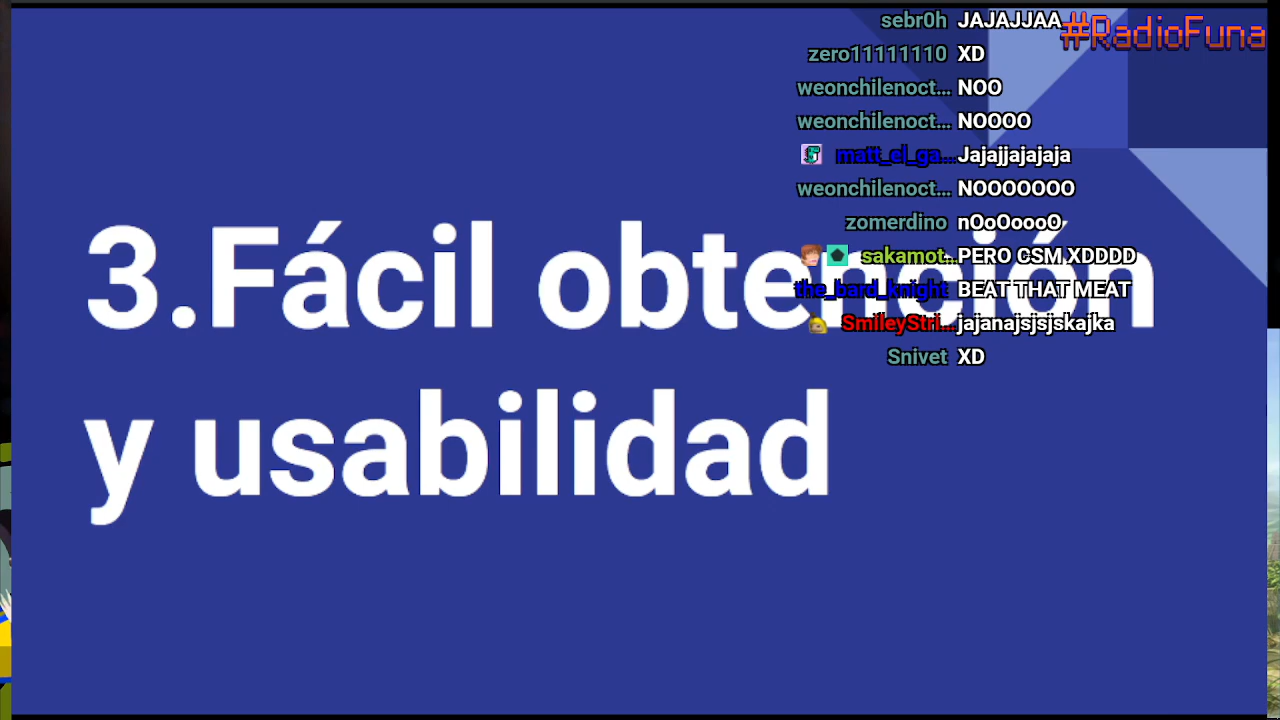 #RadioFuna
sebr0h JAJAJJAA
zero11111110 XD
weonchilenoct... NOO
weonchilenoct... NOOOO
matt_el_ga... Jajajjajajaja
weonchilenoct... NOOOOOOO
zomerdino nOoOoooO
sakamot... PERO CSM XDDDD
the_bard_knight BEAT THAT MEAT
SmileyStri... jajanajsjsjskajka
Snivet XD
3.Fácil obtención
y usabilidad